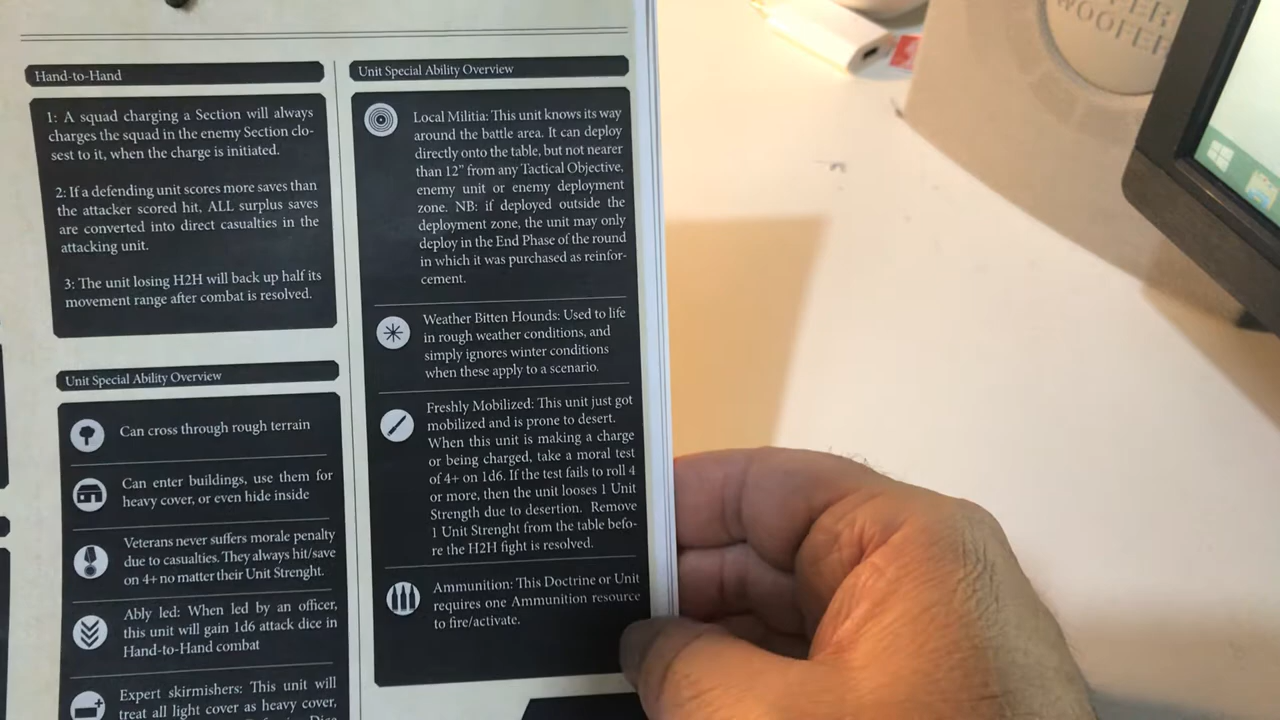 Hand-to-Hand
1: A squad charging a Section will always
charges the squad in the enemy Section clo-
sest to it, when the charge is initiated.
2: If a defending unit scores more saves than
the attacker scored hit, ALL surplus saves
are converted into direct casualties in the
attacking unit.
3: The unit losing H2H will back up half its
movement range after combat is resolved.
Unit Special Ability Overview
Can cross through rough terrain
Can enter buildings, use them for
heavy cover, or even hide inside
Veterans never suffers morale penalty
due to casualties. They always hit/save
on 4+ no matter their Unit Strenght.
Ably led: When led by an officer,
this unit will gain 1d6 attack dice in
Hand-to-Hand combat
Expert skirmishers: This unit will
treat all light cover as heavy cover,
Unit Special Ability Overview
Local Militia: This unit knows its way
around the battle area. It can deploy
directly onto the table, but not nearer
than 12" from any Tactical Objective,
enemy unit or enemy deployment
zone. NB: if deployed outside the
deployment zone, the unit may only
deploy in the End Phase of the round
in which it was purchased as reinfor-
cement.
Weather Bitten Hounds: Used to life
in rough weather conditions, and
simply ignores winter conditions
when these apply to a scenario.
Freshly Mobilized: This unit just got
mobilized and is prone to desert.
When this unit is making a charge
or being charged, take a moral test
of 4+ on 1d6. If the test fails to roll 4
or more, then the unit looses 1 Unit
Strength due to desertion. Remove
1 Unit Strenght from the table befo-
re the H2H fight is resolved.
Ammunition: This Doctrine or Unit
requires one Ammunition resource
to fire/activate.
WOOFER